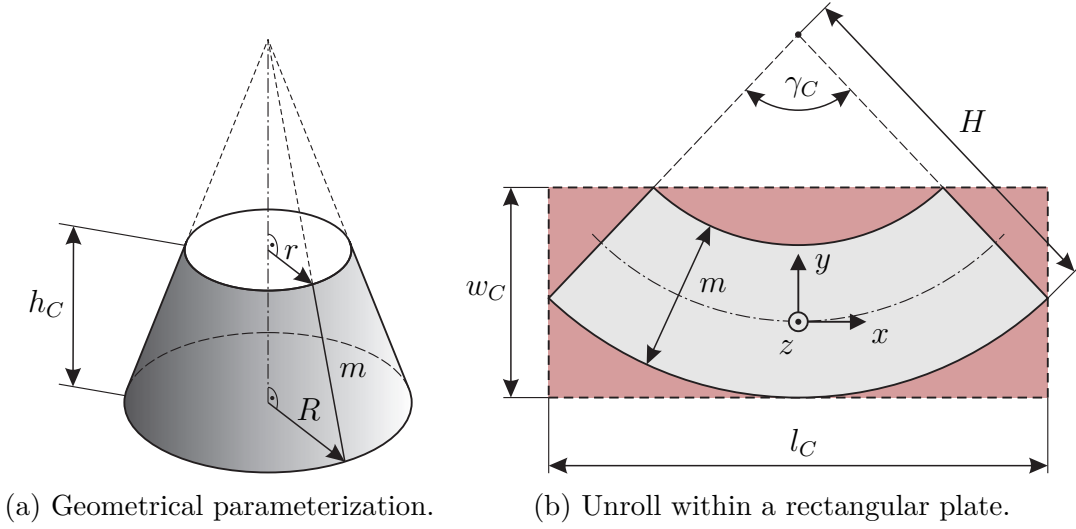 h_C
r
m
R
(a) Geometrical parameterization.
γ_C
H
w_C
m
y
z
x
l_C
(b) Unroll within a rectangular plate.